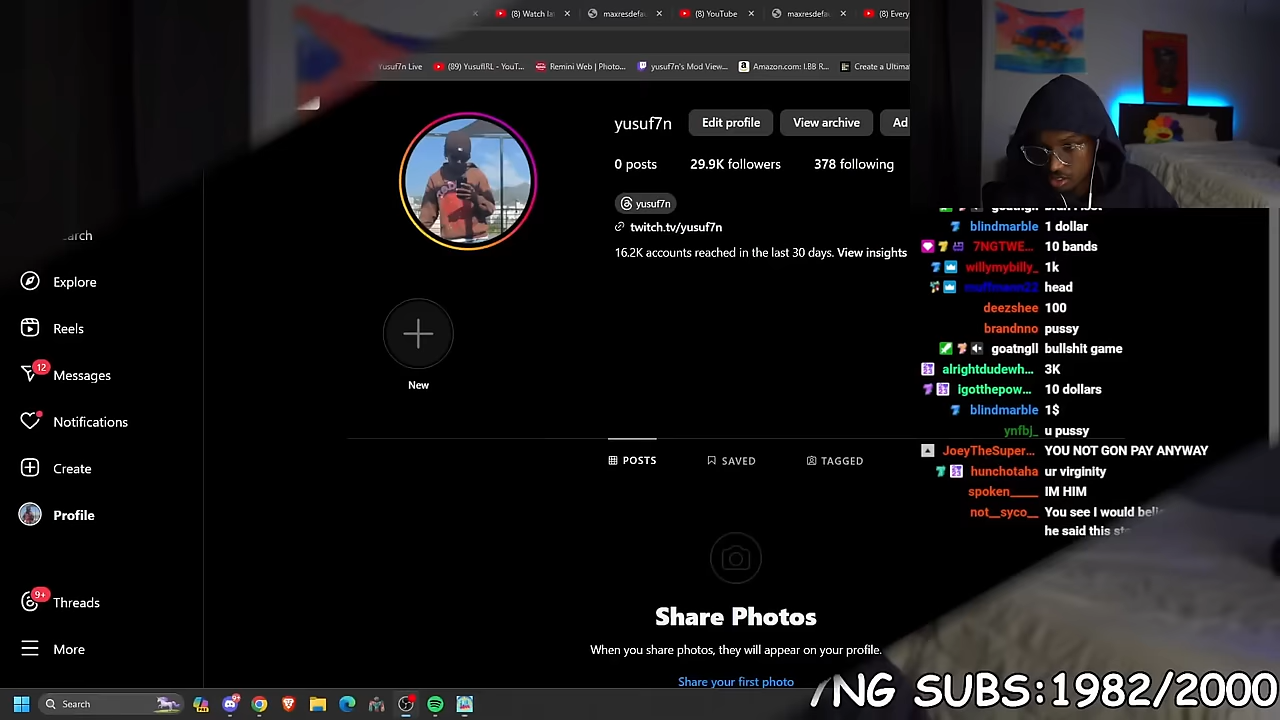 (8) Watch la
maxresdefau
(8) YouTube
maxresdefau
(8) Every
Yusuf7n Live
(89) YusufIRL - YouT...
Remini Web | Photo...
yusuf7n's Mod View...
Amazon.com: LBB R...
Create a Ultima
yusuf7n
Edit profile
View archive
Ad
0 posts
29.9K followers
378 following
yusuf7n
twitch.tv/yusuf7n
16.2K accounts reached in the last 30 days. View insights
Explore
Reels
12
Messages
Notifications
Create
Profile
9+
Threads
More
New
POSTS
SAVED
TAGGED
Share Photos
When you share photos, they will appear on your profile.
Share your first photo
blindmarble 1 dollar
7NGTWE... 10 bands
willymybilly_ 1k
muffmann22 head
deezshee 100
brandnno pussy
goatngll bullshit game
alrightdudewh... 3K
igotthepow... 10 dollars
blindmarble 1$
ynfbj_ u pussy
JoeyTheSuper... YOU NOT GON PAY ANYWAY
hunchotaha ur virginity
spoken_____ IM HIM
not__syco__ You see I would
he said this
Search
NG SUBS:1982/2000